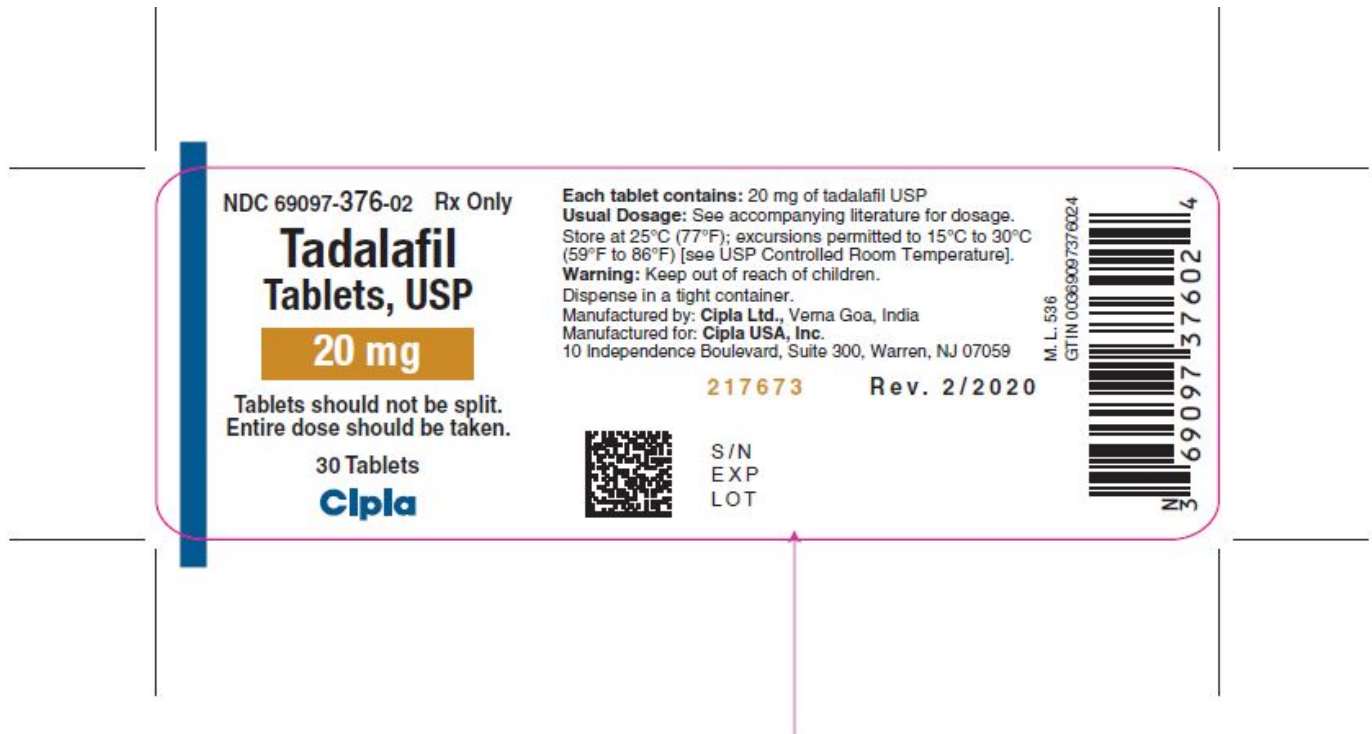 NDC 69097-376-02 Rx Only
Tadalafil
Tablets, USP
20 mg
Tablets should not be split.
Entire dose should be taken.
30 Tablets
Cipla
Each tablet contains: 20 mg of tadalafil USP
Usual Dosage: See accompanying literature for dosage.
Store at 25°C (77°F); excursions permitted to 15°C to 30°C
(59°F to 86°F) [see USP Controlled Room Temperature].
Warning: Keep out of reach of children.
Dispense in a tight container.
Manufactured by: Cipla Ltd., Verna Goa, India
Manufactured for: Cipla USA, Inc.
10 Independence Boulevard, Suite 300, Warren, NJ 07059
217673 Rev. 2/2020
S/N
EXP
LOT
M. L. 536
GTIN 00369097376024
N
3 69097 37602 4